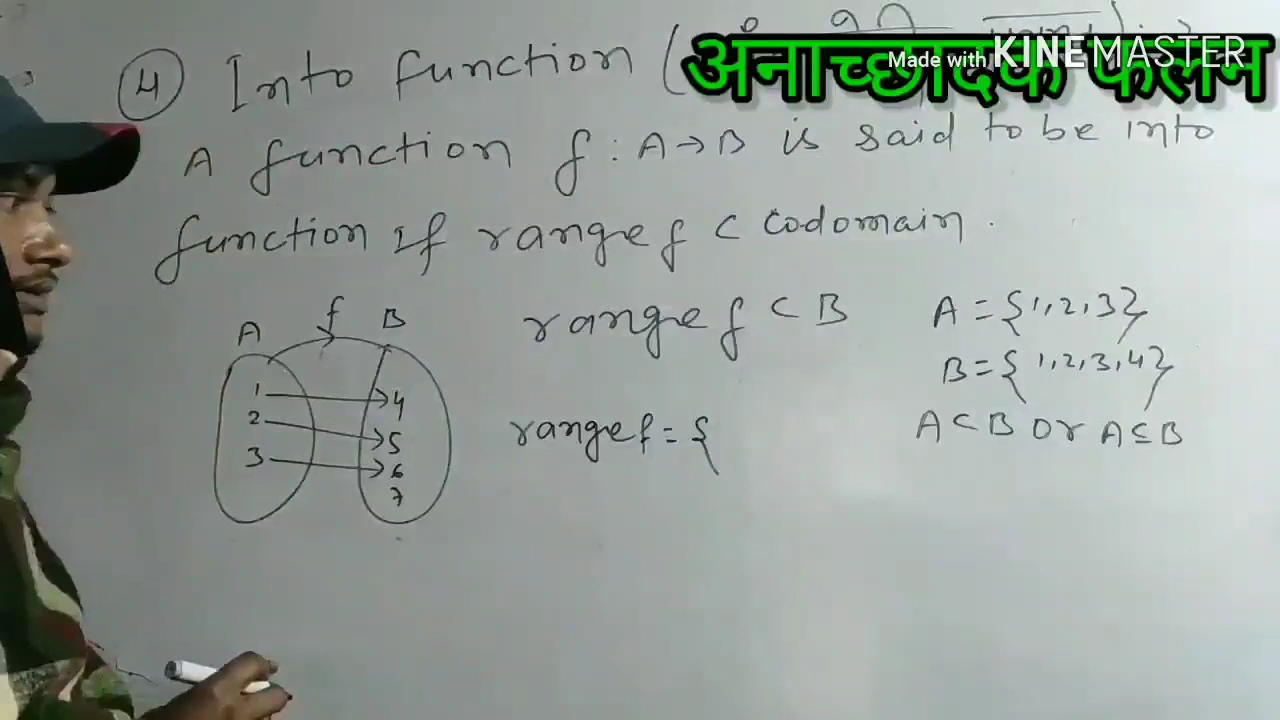 ④ Into function (
अंनाच्छादक फलन
Made with KINEMASTER
A function f : A→B is said to be into
function if range f ⊂ Codomain.
range f ⊂ B
A = {1,2,3}
B = {1,2,3,4}
A⊂B or A⊆B
range f = {
A f B
1 4
2 5
3 6
7